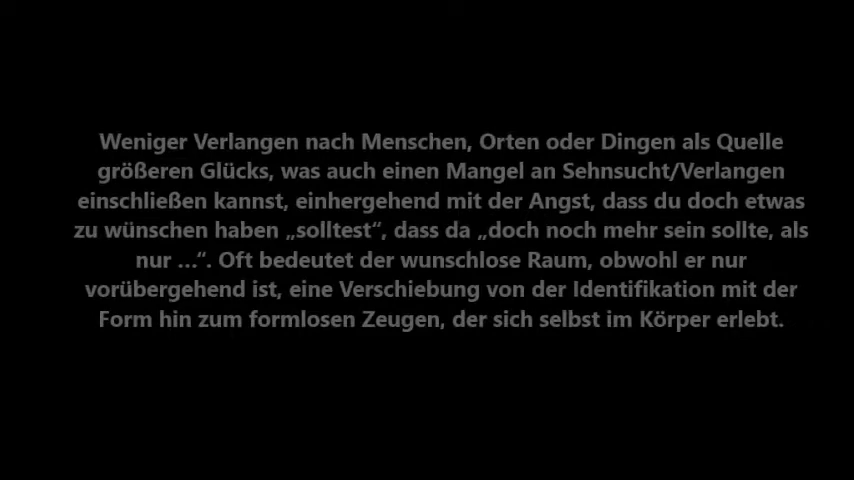 Weniger Verlangen nach Menschen, Orten oder Dingen als Quelle
größeren Glücks, was auch einen Mangel an Sehnsucht/Verlangen
einschließen kannst, einhergehend mit der Angst, dass du doch etwas
zu wünschen haben „solltest“, dass da „doch noch mehr sein sollte, als
nur ...“. Oft bedeutet der wunschlose Raum, obwohl er nur
vorübergehend ist, eine Verschiebung von der Identifikation mit der
Form hin zum formlosen Zeugen, der sich selbst im Körper erlebt.